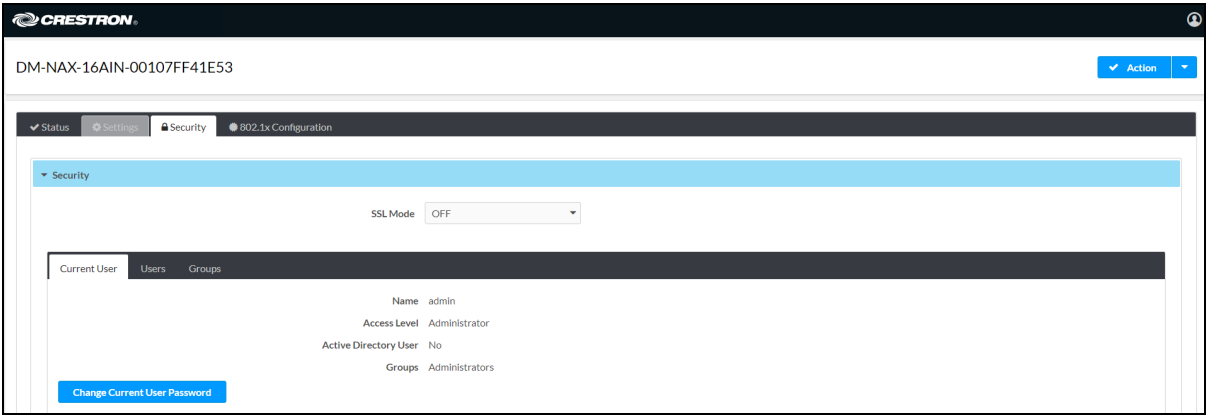 CRESTRON®
DM-NAX-16AIN-00107FF41E53
Action
Status Settings Security 802.1x Configuration
Security
SSL Mode OFF
Current User Users Groups
Name admin
Access Level Administrator
Active Directory User No
Groups Administrators
Change Current User Password